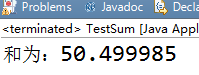 Problems @ Javadoc Decla
<terminated> TestSum [Java Appl
和为：50.499985